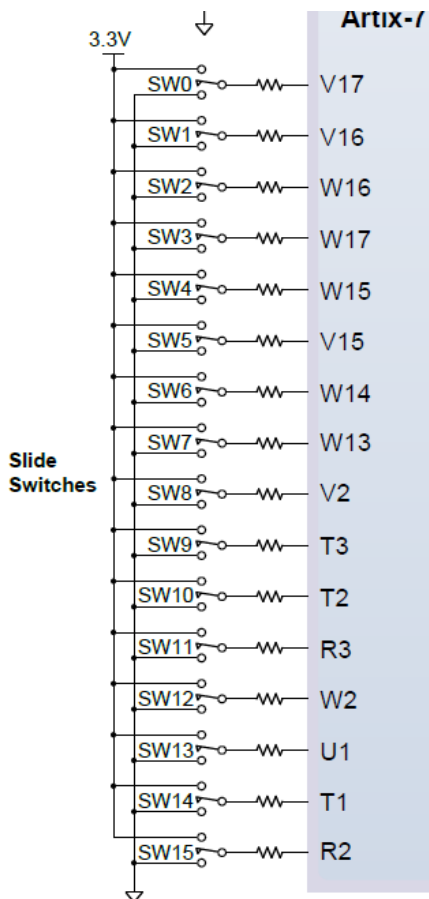 Artix-7
3.3V
SW0 V17
SW1 V16
SW2 W16
SW3 W17
SW4 W15
SW5 V15
SW6 W14
SW7 W13
Slide
Switches
SW8 V2
SW9 T3
SW10 T2
SW11 R3
SW12 W2
SW13 U1
SW14 T1
SW15 R2